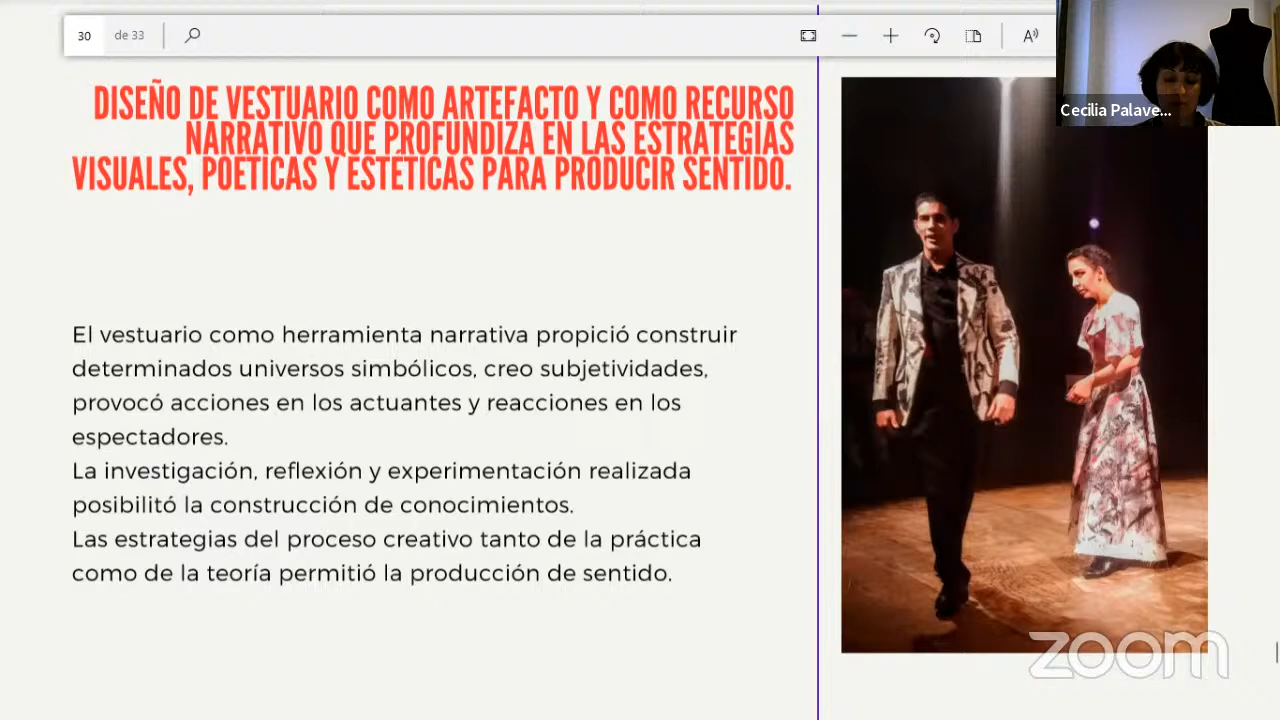 30 de 33
Cecilia Palave...
DISEÑO DE VESTUARIO COMO ARTEFACTO Y COMO RECURSO
NARRATIVO QUE PROFUNDIZA EN LAS ESTRATEGIAS
VISUALES, POÉTICAS Y ESTÉTICAS PARA PRODUCIR SENTIDO.
El vestuario como herramienta narrativa propició construir
determinados universos simbólicos, creo subjetividades,
provocó acciones en los actuantes y reacciones en los
espectadores.
La investigación, reflexión y experimentación realizada
posibilitó la construcción de conocimientos.
Las estrategias del proceso creativo tanto de la práctica
como de la teoría permitió la producción de sentido.
zoom